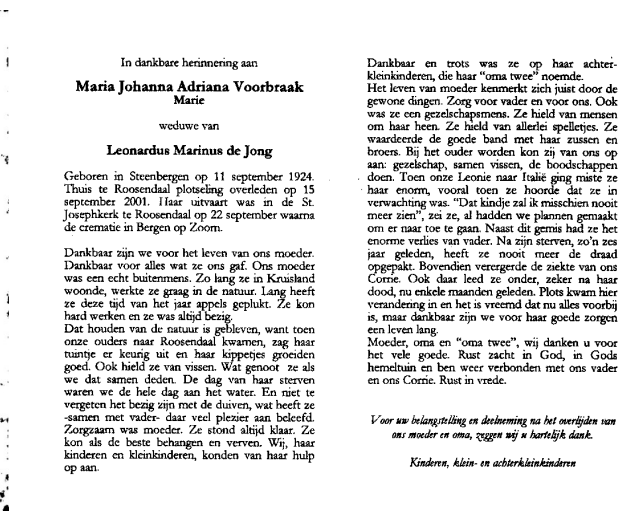 In dankbare herinnering aan
Maria Johanna Adriana Voorbraak
Marie
weduwe van
Leonardus Marinus de Jong
Geboren in Steenbergen op 11 september 1924.
Thuis te Roosendaal plotseling overleden op 15
september 2001. Haar uitvaart was in de St.
Josephkerk te Roosendaal op 22 september waarna
de crematie in Bergen op Zoom.
Dankbaar zijn we voor het leven van ons moeder.
Dankbaar voor alles wat ze ons gaf. Ons moeder
was een echt buitenmens. Zo lang ze in Kruisland
woonde, werkte ze graag in de natuur. Lang heeft
ze deze tijd van het jaar appels geplukt. Ze kon
hard werken en ze was altijd bezig.
Dat houden van de natuur is gebleven, want toen
onze ouders naar Roosendaal kwamen, zag haar
tuintje er keurig uit en haar kippetjes groeiden
goed. Ook hield ze van vissen. Wat genoot ze als
we dat samen deden. De dag van haar sterven
waren we de hele dag aan het water. En niet te
vergeten het bezig zijn met de duiven, wat heeft ze
-samen met vader- daar veel plezier aan beleefd.
Zorgzaam was moeder. Ze stond altijd klaar. Ze
kon als de beste behangen en verven. Wij, haar
kinderen en kleinkinderen, konden van haar hulp
op aan.
Dankbaar en trots was ze op haar achter-
kleinkinderen, die haar "oma twee" noemde.
Het leven van moeder kenmerkt zich juist door de
gewone dingen. Zorg voor vader en voor ons. Ook
was ze een gezelschapsmens. Ze hield van mensen
om haar heen. Ze hield van allerlei spelletjes. Ze
waardeerde de goede band met haar zussen en
broers. Bij het ouder worden kon zij van ons op
aan: gezelschap, samen vissen, de boodschappen
doen. Toen onze Leonie naar Italië ging miste ze
haar enorm, vooral toen ze hoorde dat ze in
verwachting was. "Dat kindje zal ik misschien nooit
meer zien", zei ze, al hadden we plannen gemaakt
om er naar toe te gaan. Naast dit gemis had ze het
enorme verlies van vader. Na zijn sterven, zo'n zes
jaar geleden, heeft ze nooit meer de draad
opgepakt. Bovendien verergerde de ziekte van ons
Corrie. Ook daar leed ze onder, zeker na haar
dood, nu enkele maanden geleden. Plots kwam hier
verandering in en het is vreemd dat nu alles voorbij
is, maar dankbaar zijn we voor haar goede zorgen
een leven lang.
Moeder, oma en "oma twee", wij danken u voor
het vele goede. Rust zacht in God, in Gods
hemeltuin en ben weer verbonden met ons vader
en ons Corrie. Rust in vrede.
Voor uw belangstelling en deelneming na het overlijden van
ons moeder en oma, zeggen wij u hartelijk dank.
Kinderen, klein- en achterkleinkinderen